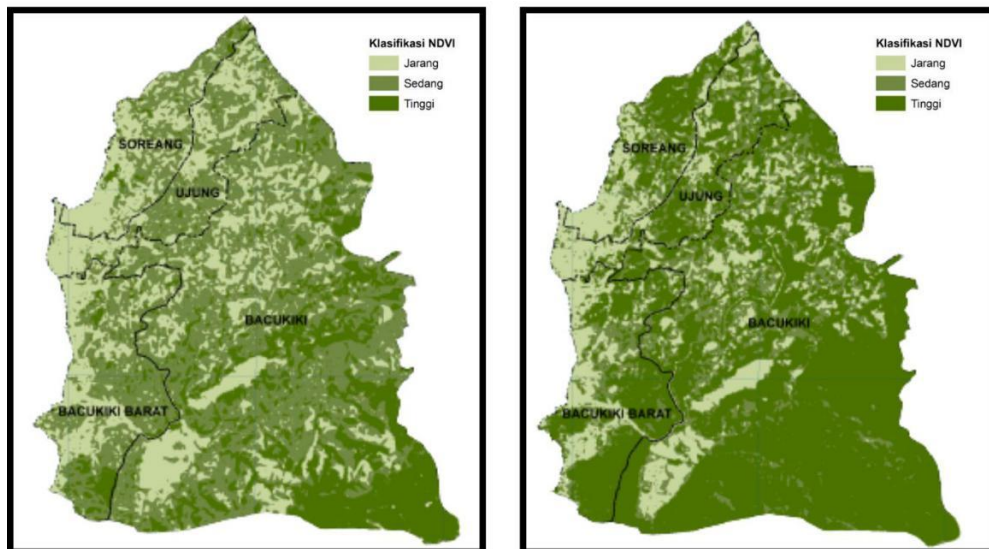 Klasifikasi NDVI
Jarang
Sedang
Tinggi
SOREANG
UJUNG
BACUKIKI
BACUKIKI BARAT
Klasifikasi NDVI
Jarang
Sedang
Tinggi
SOREANG
UJUNG
BACUKIKI
BACUKIKI BARAT